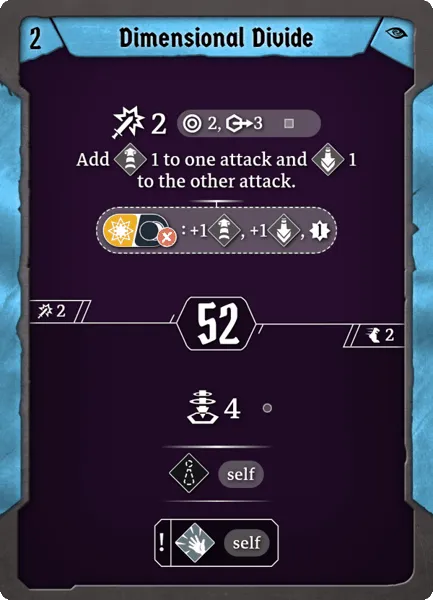 2 Dimensional Divide
2 2, 3
Add 1 to one attack and 1
to the other attack.
: +1 , +1 , 1
2
52
2
4
self
! self